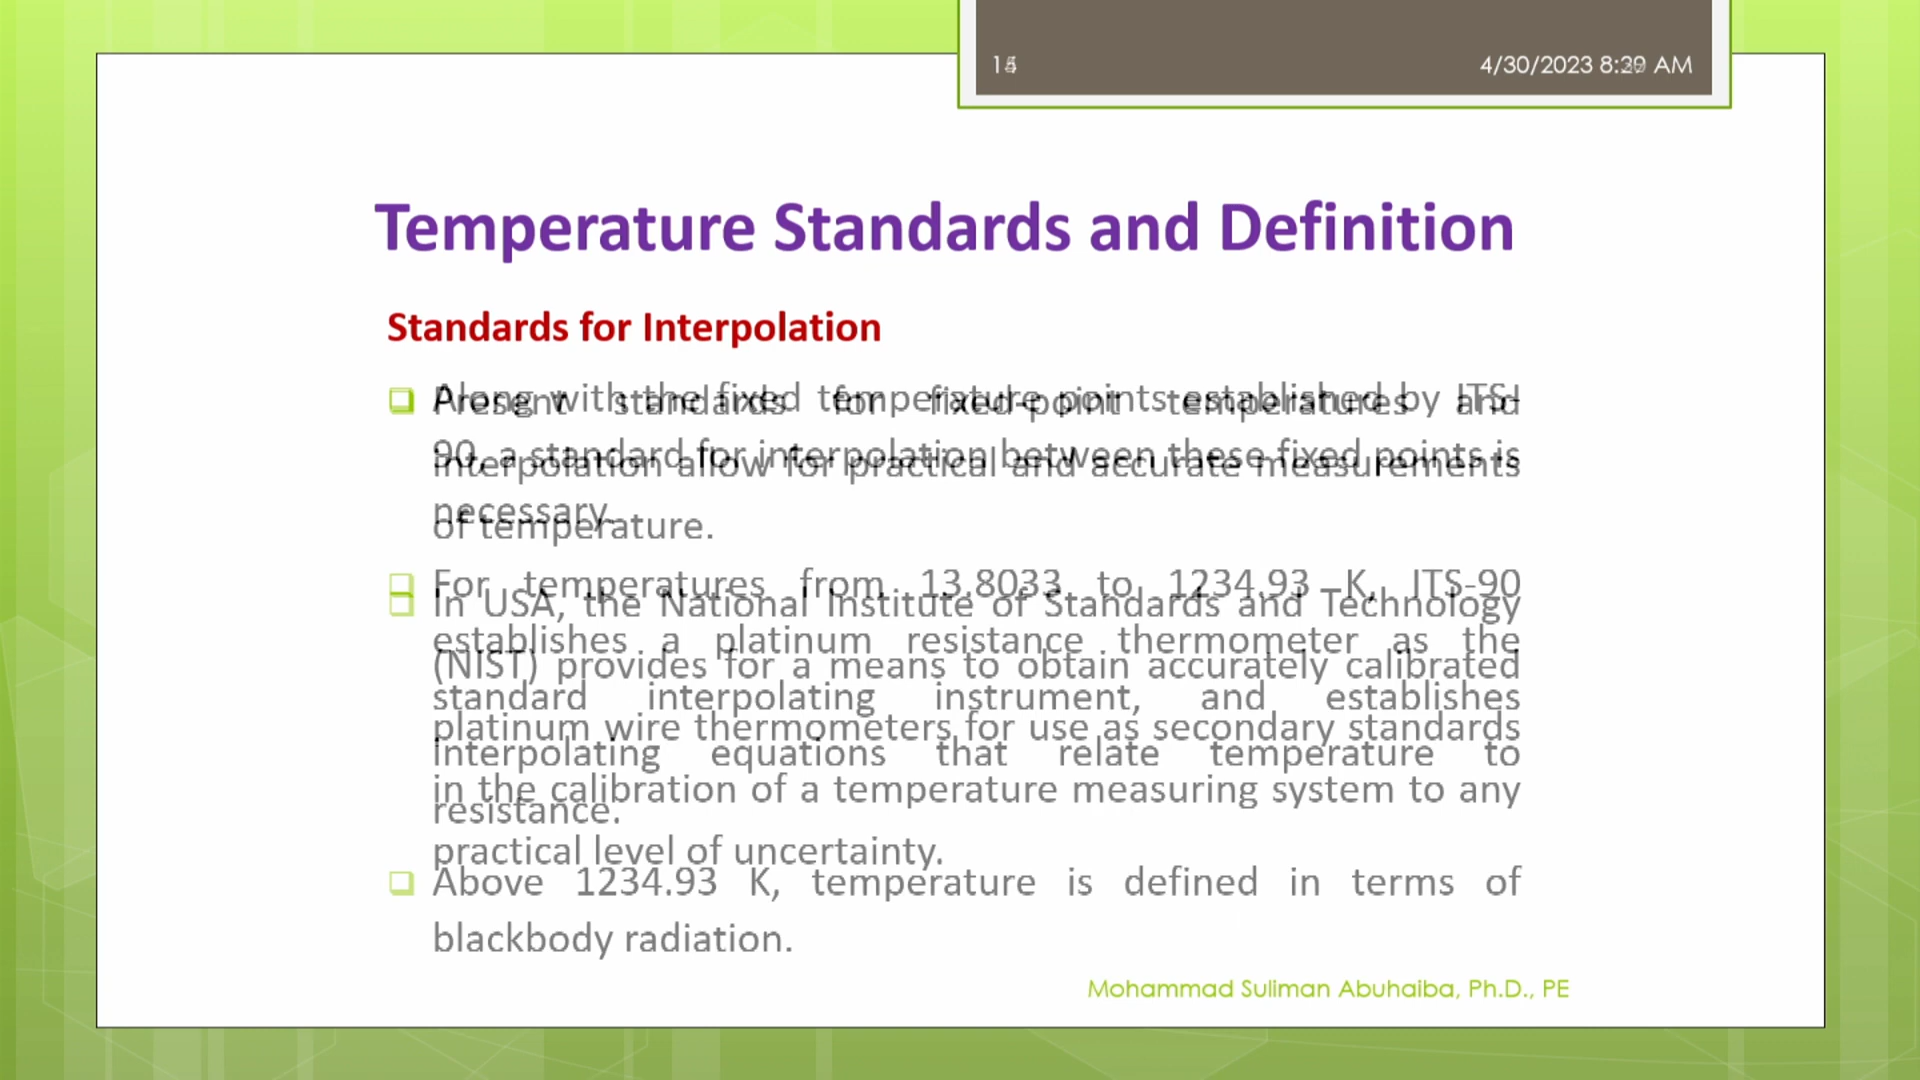 4/30/2023 8:29 AM
Temperature Standards and Definition
Standards for Interpolation
Along with the fixed temperature points established by ITS-
90, a standard for interpolation between these fixed points is
necessary.
For temperatures from 13.8033 to 1234.93 K, ITS-90
establishes a platinum resistance thermometer as the
standard interpolating instrument, and establishes
interpolating equations that relate temperature to
resistance.
Above 1234.93 K, temperature is defined in terms of
blackbody radiation.
Present standards for fixed-point temperatures and
interpolation allow for practical and accurate measurements
of temperature.
In USA, the National Institute of Standards and Technology
(NIST) provides for a means to obtain accurately calibrated
platinum wire thermometers for use as secondary standards
in the calibration of a temperature measuring system to any
practical level of uncertainty.
Mohammad Suliman Abuhaiba, Ph.D., PE